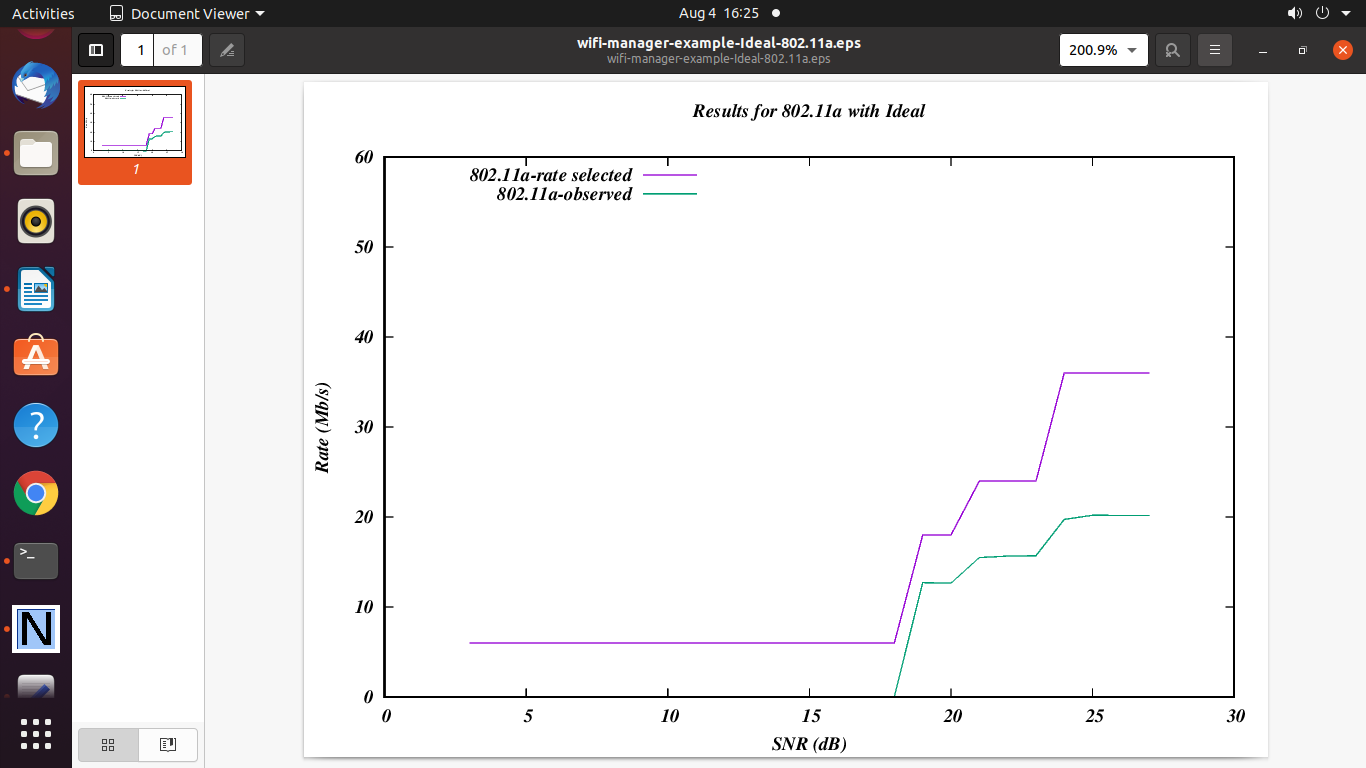 Activities Document Viewer Aug 4 16:25
1 of 1
wifi-manager-example-Ideal-802.11a.eps
wifi-manager-example-Ideal-802.11a.eps
200.9%
1
Results for 802.11a with Ideal
802.11a-rate selected
802.11a-observed
60
50
40
30
20
10
0
Rate (Mb/s)
0 5 10 15 20 25 30
SNR (dB)
>_
N